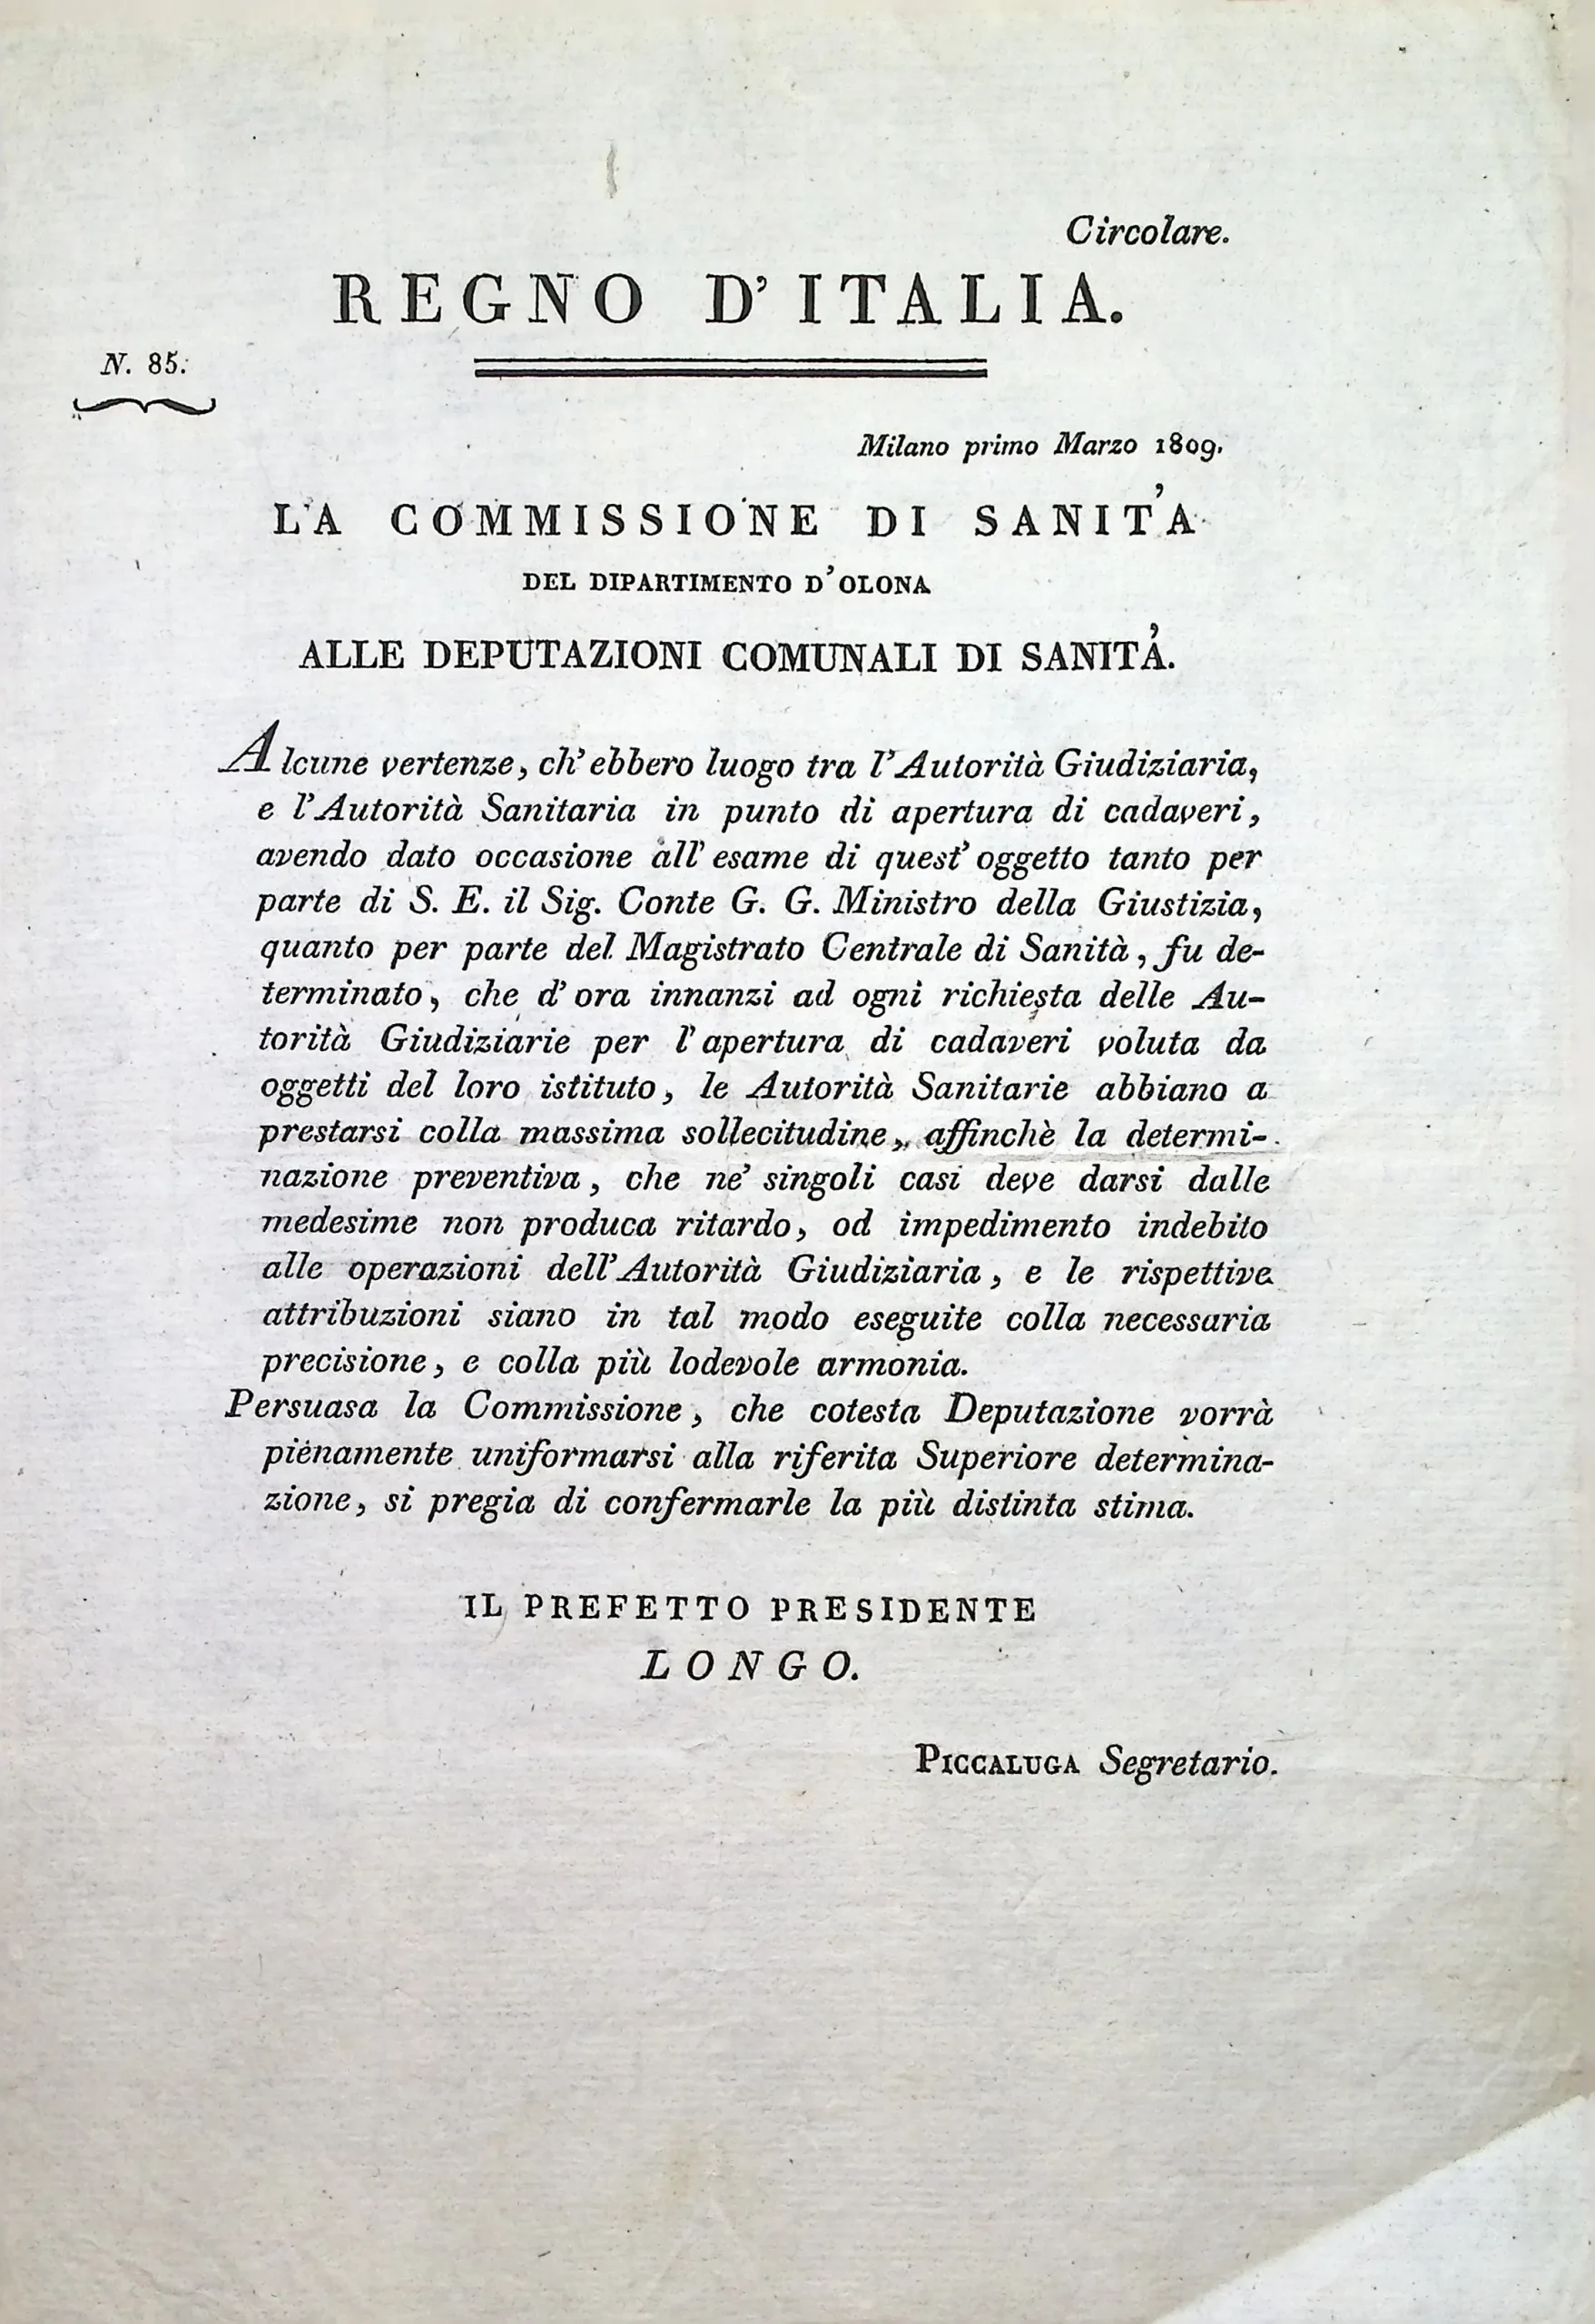 Circolare.
REGNO D'ITALIA.
N. 85.
Milano primo Marzo 1809.
LA COMMISSIONE DI SANITA'
DEL DIPARTIMENTO D'OLONA
ALLE DEPUTAZIONI COMUNALI DI SANITA'.
Alcune vertenze, ch' ebbero luogo tra l'Autorità Giudiziaria,
e l'Autorità Sanitaria in punto di apertura di cadaveri,
avendo dato occasione all' esame di quest' oggetto tanto per
parte di S. E. il Sig. Conte G. G. Ministro della Giustizia,
quanto per parte del Magistrato Centrale di Sanità, fu de-
terminato, che d' ora innanzi ad ogni richiesta delle Au-
torità Giudiziarie per l' apertura di cadaveri voluta da
oggetti del loro istituto, le Autorità Sanitarie abbiano a
prestarsi colla massima sollecitudine, affinchè la determi-
nazione preventiva, che ne' singoli casi deve darsi dalle
medesime non produca ritardo, od impedimento indebito
alle operazioni dell'Autorità Giudiziaria, e le rispettive
attribuzioni siano in tal modo eseguite colla necessaria
precisione, e colla più lodevole armonia.
Persuasa la Commissione, che cotesta Deputazione vorrà
pienamente uniformarsi alla riferita Superiore determina-
zione, si pregia di confermarle la più distinta stima.
IL PREFETTO PRESIDENTE
LONGO.
PICCALUGA Segretario.